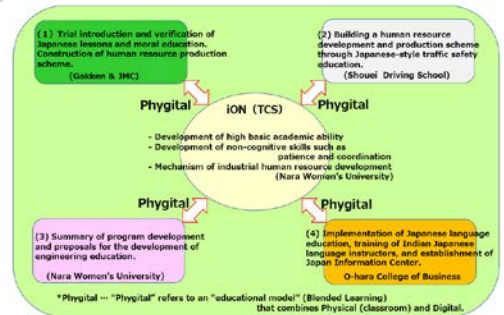 (1) Trial introduction and verification of
Japanese lessons and moral education.
Construction of human resource production
scheme.
(Gakken & JMC)
(2) Building a human resource
development and production scheme
through Japanese-style traffic safety
education.
(Shouei Driving School)
Phygital
iON (TCS)
Phygital
- Development of high basic academic ability
- Development of non-cognitive skills such as
patience and coordination
- Mechanism of industrial human resource development
(Nara Women's University)
Phygital
Phygital
(3) Summary of program development
and proposals for the development of
engineering education.
(Nara Women's University)
(4) Implementation of Japanese language
education, training of Indian Japanese
language instructors, and establishment of
Japan Information Center.
O-hara College of Business
*Phygital ··· "Phygital" refers to an "educational model" (Blended Learning)
that combines Physical (classroom) and Digital.